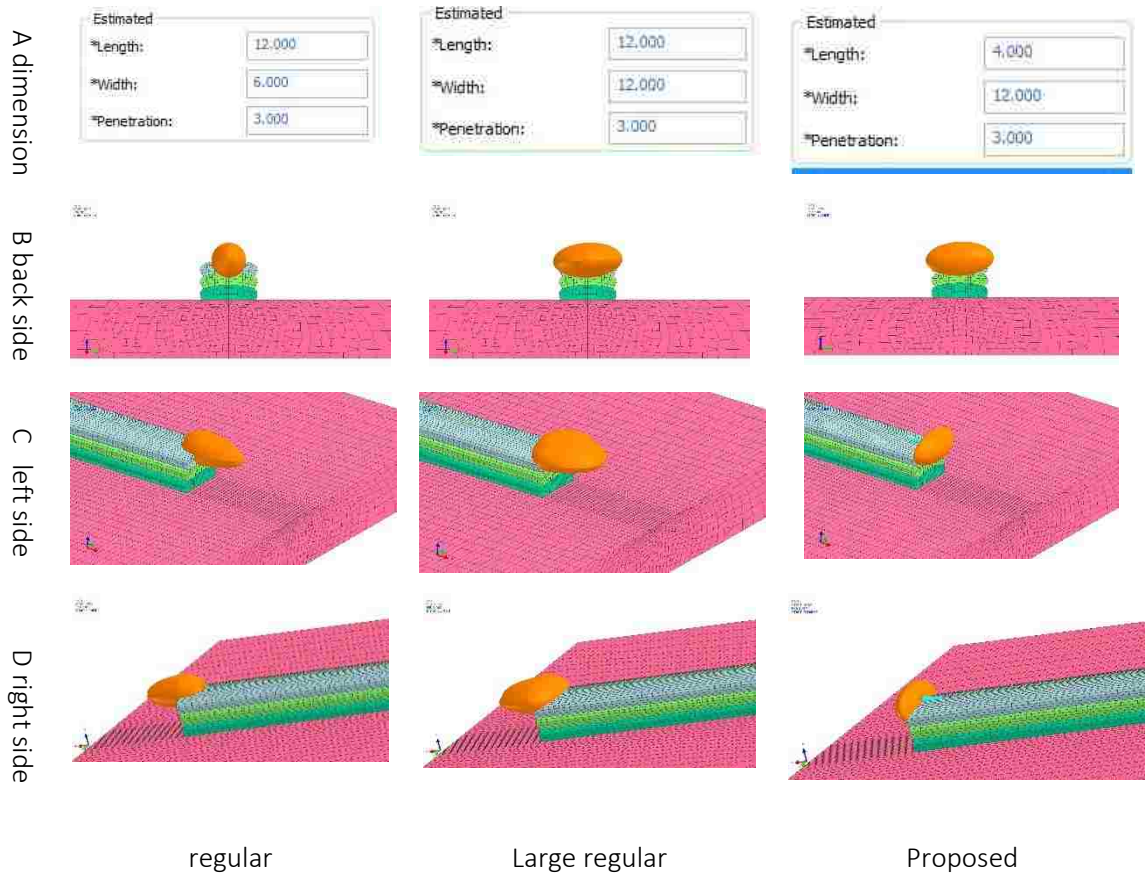 A dimension
Estimated
*Length: 12.000
*Width: 6.000
*Penetration: 3.000
Estimated
*Length: 12.000
*Width: 12.000
*Penetration: 3.000
Estimated
*Length: 4.000
*Width: 12.000
*Penetration: 3.000
B back side
C left side
D right side
regular
Large regular
Proposed